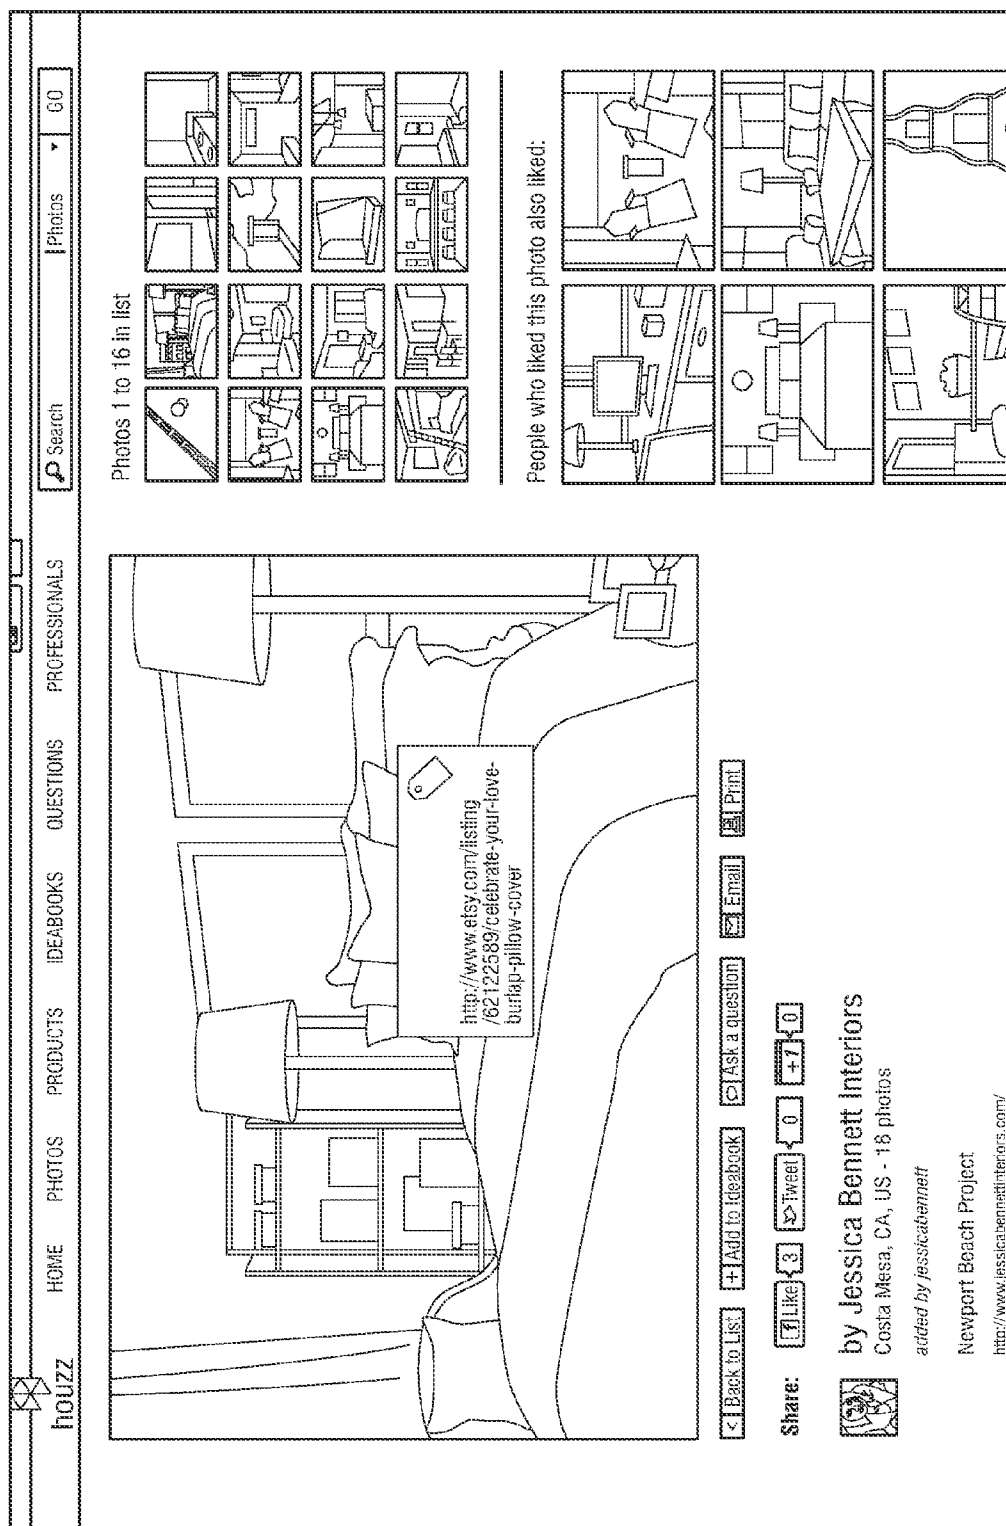 houzz
HOME PHOTOS PRODUCTS IDEABOOKS QUESTIONS PROFESSIONALS
Search Photos GO
http://www.etsy.com/listing
/62122589/celebrate-your-love-
burlap-pillow-cover
< Back to List + Add to Ideabook Ask a question Email Print
Share: f Like 3 Tweet 0 +1 0
by Jessica Bennett Interiors
Costa Mesa, CA, US - 18 photos
added by jessicabennett
Newport Beach Project
http://www.jessicabennettinteriors.com/
Photos 1 to 16 in list
People who liked this photo also liked: